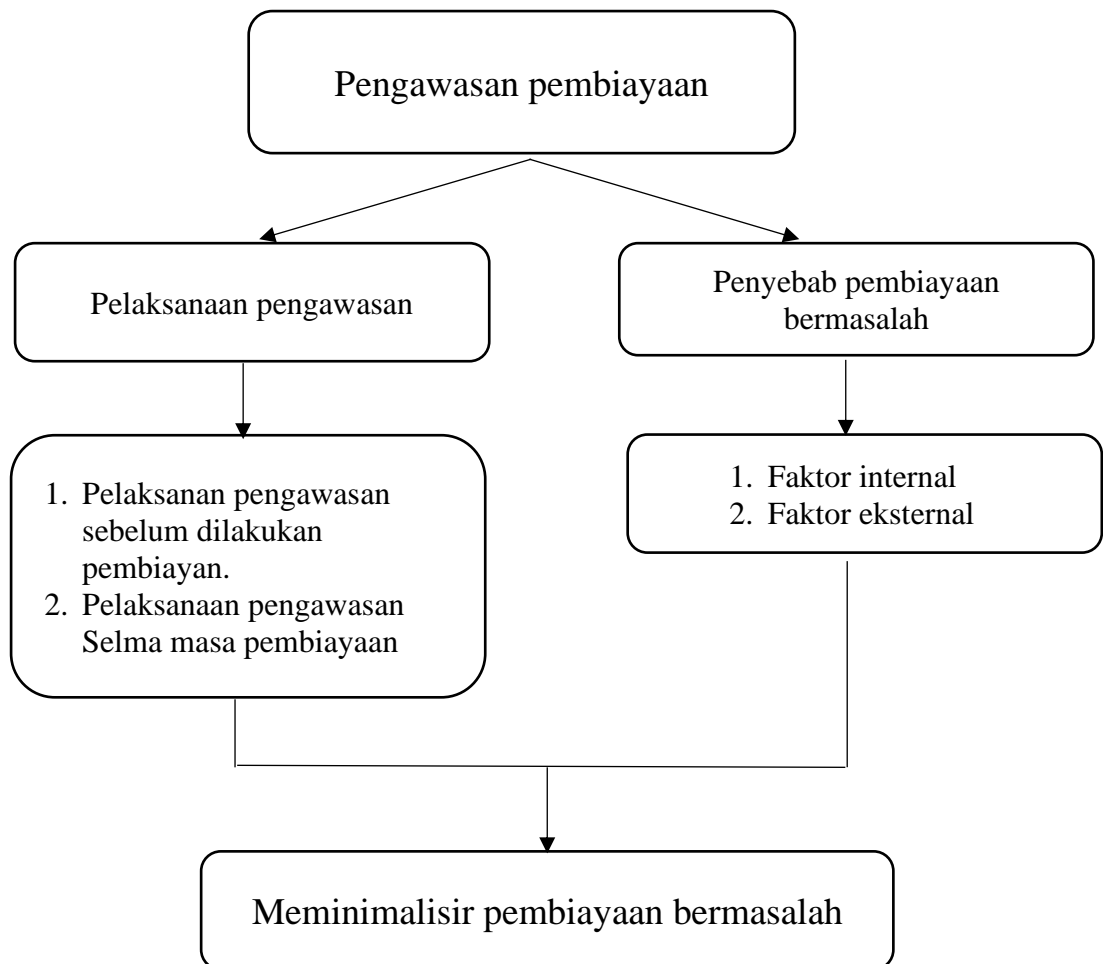 Pengawasan pembiayaan
Pelaksanaan pengawasan
Penyebab pembiayaan
bermasalah
1. Pelaksanan pengawasan
sebelum dilakukan
pembiayan.
2. Pelaksanaan pengawasan
Selma masa pembiayaan
1. Faktor internal
2. Faktor eksternal
Meminimalisir pembiayaan bermasalah